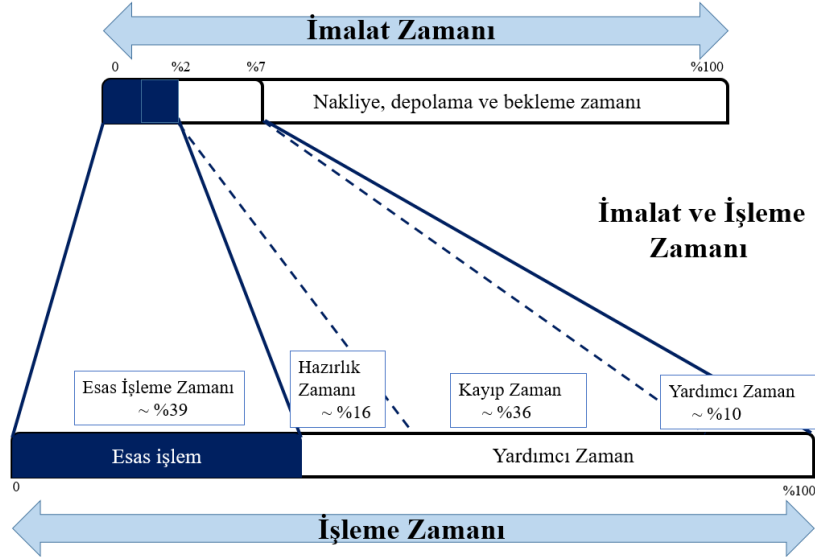 İmalat Zamanı
0 %2 %7 %100
Nakliye, depolama ve bekleme zamanı
İmalat ve İşleme
Zamanı
Esas İşleme Zamanı
~ %39
Hazırlık
Zamanı
~ %16
Kayıp Zaman
~ %36
Yardımcı Zaman
~ %10
Esas işlem
Yardımcı Zaman
0 %100
İşleme Zamanı